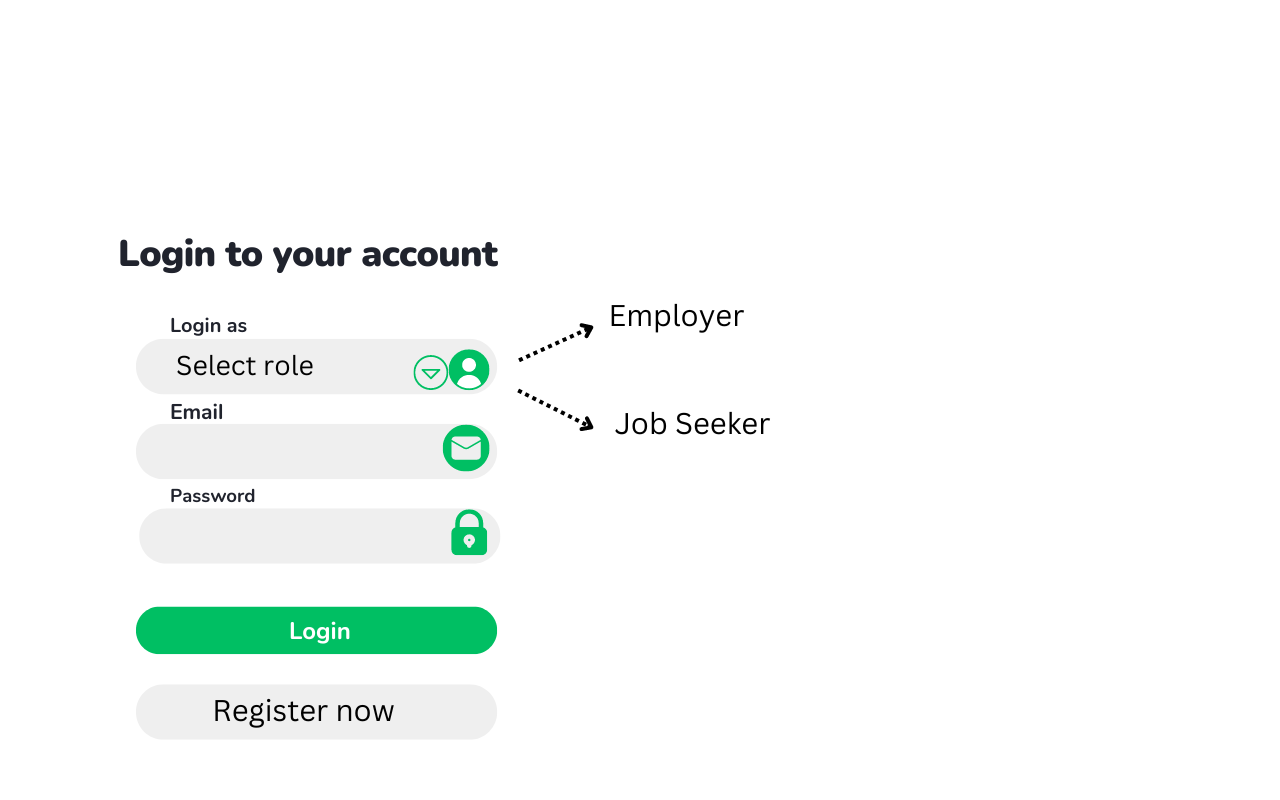 Login to your account
Login as
Select role
Employer
Job Seeker
Email
Password
Login
Register now